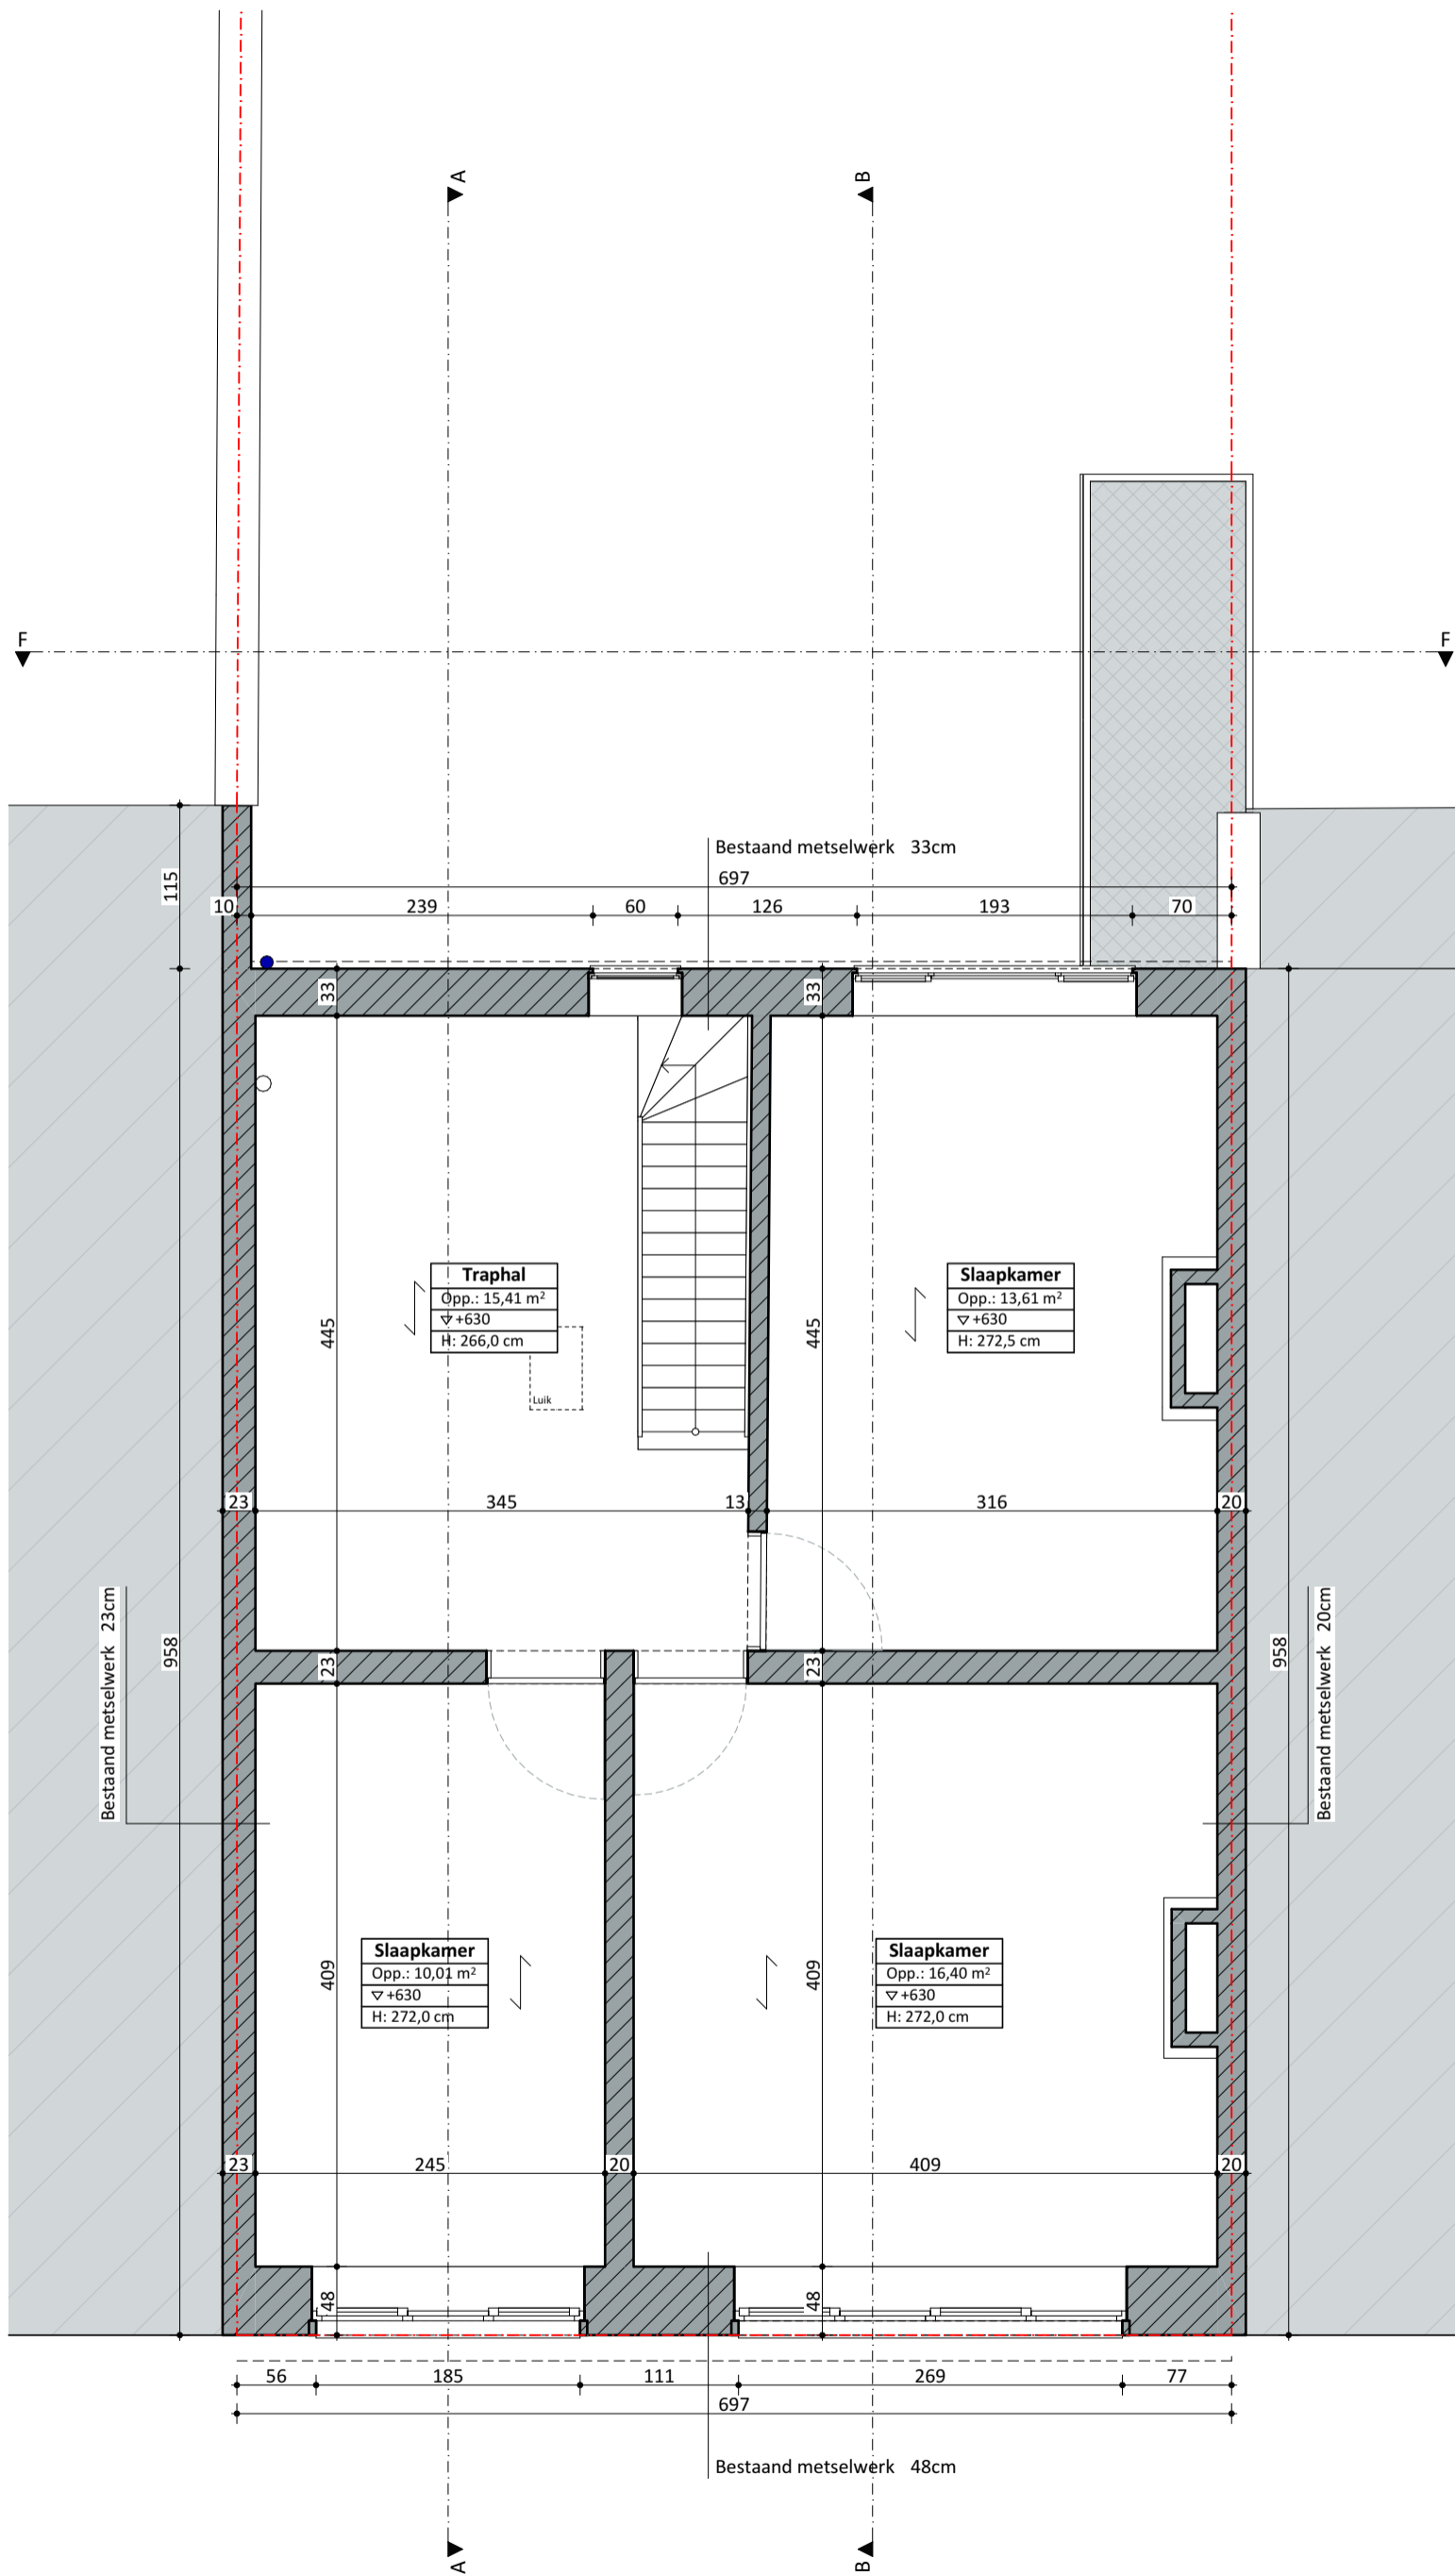 A
B
F
F
Bestaand metselwerk 33cm
697
115
10
239
60
126
193
70
33
33
Traphal
Opp.: 15,41 m²
+630
H: 266,0 cm
Luik
Slaapkamer
Opp.: 13,61 m²
+630
H: 272,5 cm
445
445
23
345
13
316
20
Bestaand metselwerk 23cm
958
23
23
958
Bestaand metselwerk 20cm
Slaapkamer
Opp.: 10,01 m²
+630
H: 272,0 cm
Slaapkamer
Opp.: 16,40 m²
+630
H: 272,0 cm
409
409
23
245
20
409
20
48
48
56
185
111
269
77
697
Bestaand metselwerk 48cm
A
B